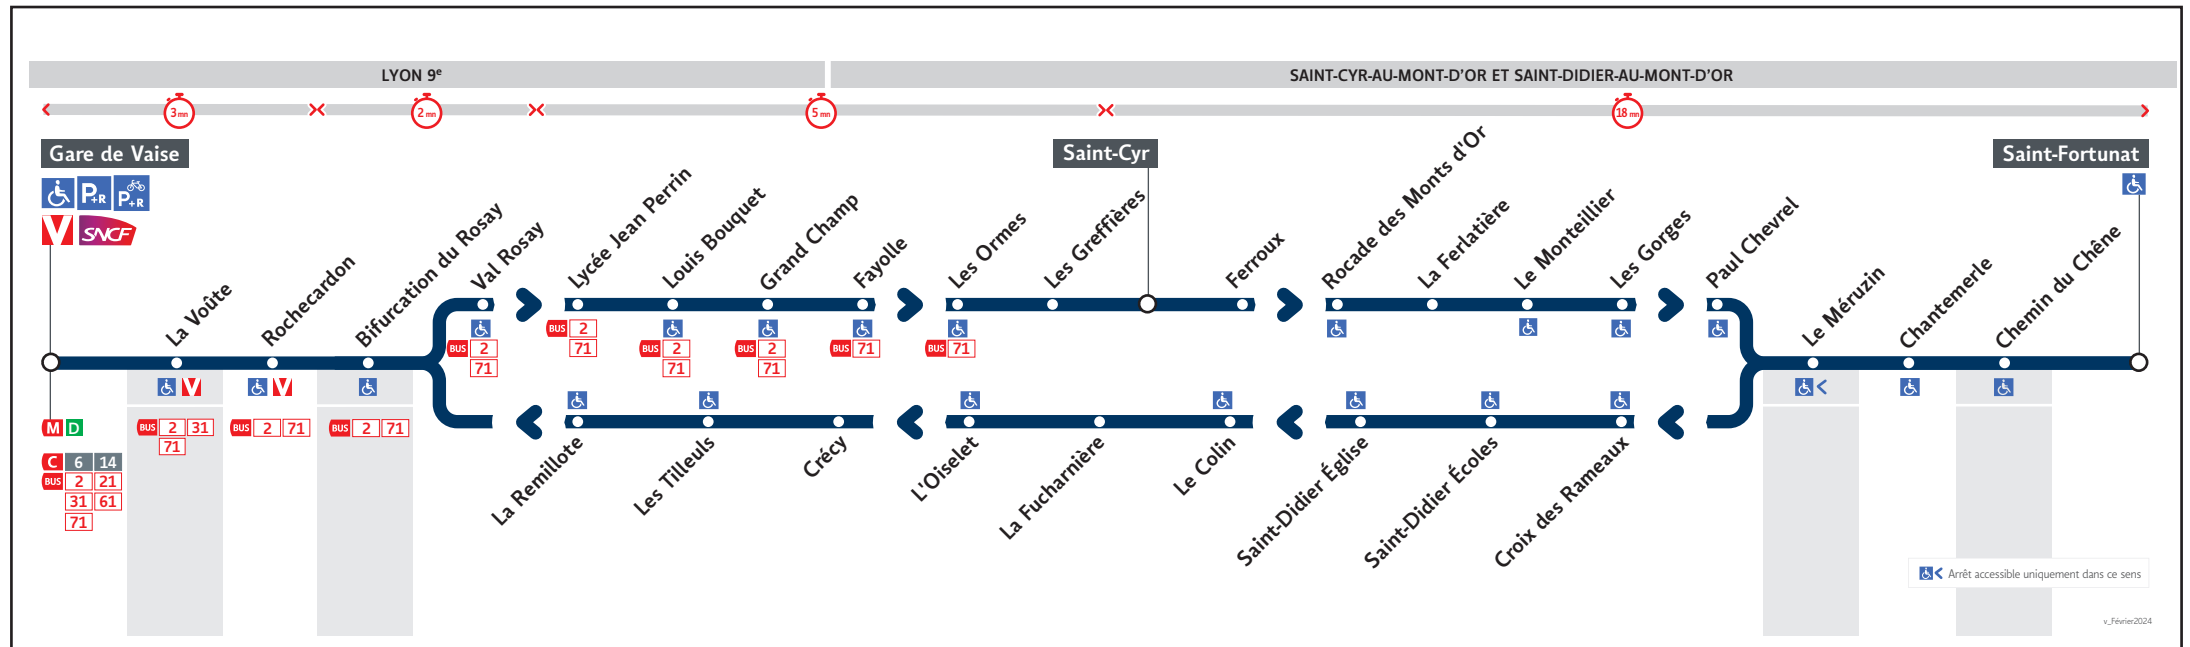 LYON 9e
SAINT-CYR-AU-MONT-D'OR ET SAINT-DIDIER-AU-MONT-D'OR
3 mn
2 mn
5 mn
18 mn
Gare de Vaise
Saint-Cyr
Saint-Fortunat
P+R
P+R
V
SNCF
La Voûte
Rochecardon
Bifurcation du Rosay
Val Rosay
Lycée Jean Perrin
Louis Bouquet
Grand Champ
Fayolle
Les Ormes
Les Greffières
Ferroux
Rocade des Monts d'Or
La Ferlatière
Le Monteillier
Les Gorges
Paul Chevrel
Le Méruzin
Chantemerle
Chemin du Chêne
BUS 2
71
BUS 2
71
BUS 2
71
BUS 2
71
BUS 71
BUS 71
V
V
M D
C 6 14
BUS 2 21
31 61
71
BUS 2 31
71
BUS 2 71
BUS 2 71
La Remillote
Les Tilleuls
Crécy
L'Oiselet
La Fucharnière
Le Colin
Saint-Didier Église
Saint-Didier Écoles
Croix des Rameaux
Arrêt accessible uniquement dans ce sens
v_Février2024